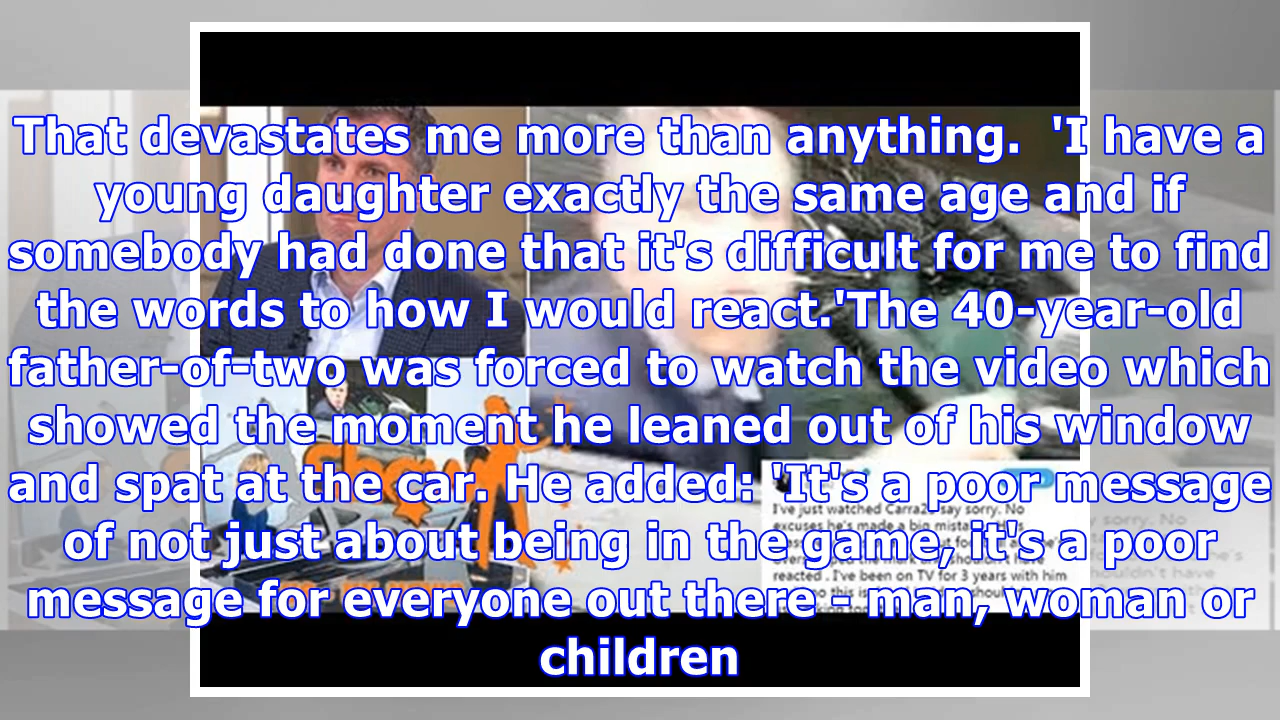 That devastates me more than anything.  'I have a
young daughter exactly the same age and if
somebody had done that it's difficult for me to find
the words to how I would react.'The 40-year-old
father-of-two was forced to watch the video which
showed the moment he leaned out of his window
and spat at the car. He added: 'It's a poor message
of not just about being in the game, it's a poor
message for everyone out there - man, woman or
children
I've just watched Carra23 say sorry. No
excuses he's made a big mistake
reacted . I've been on TV for 3 years with him